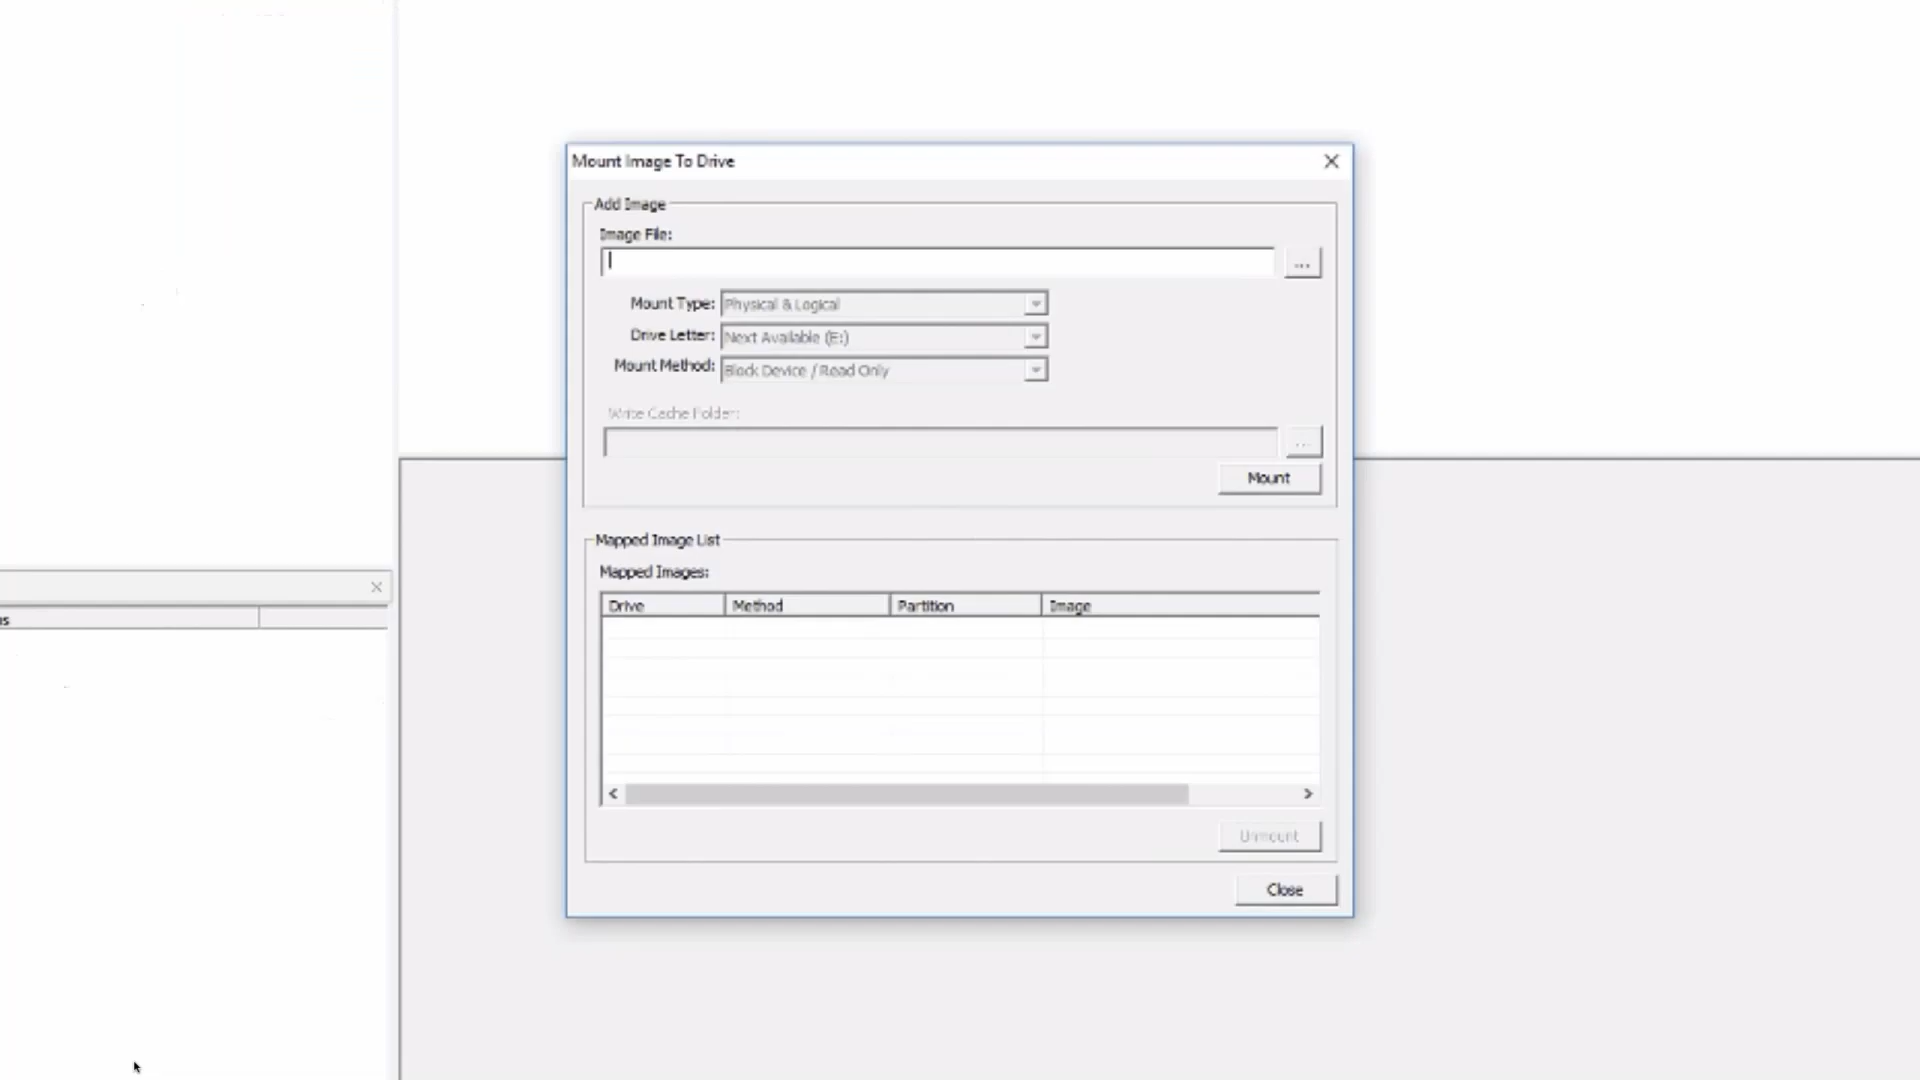 Mount Image To Drive
Add Image
Image File:
...
Mount Type: Physical & Logical
Drive Letter: Next Available (E:)
Mount Method: Block Device / Read Only
Write Cache Folder:
...
Mount
Mapped Image List
Mapped Images:
Drive Method Partition Image
s
Unmount
Close